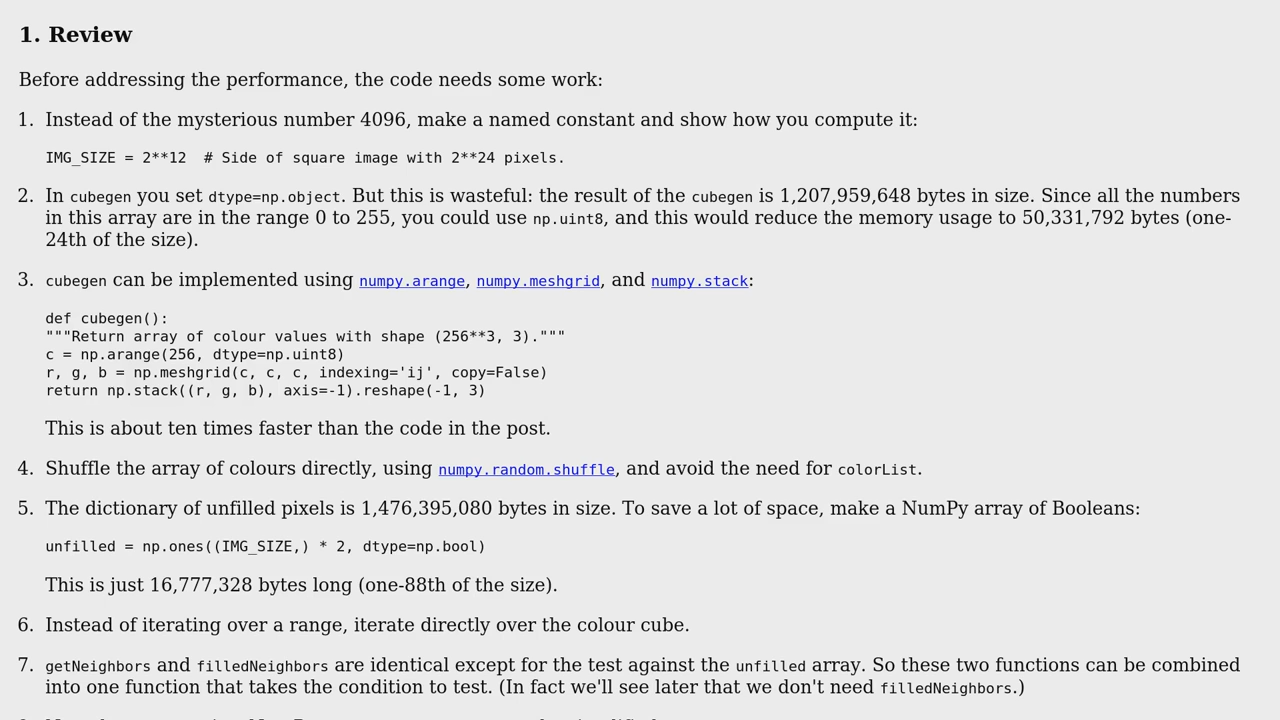 1. Review
Before addressing the performance, the code needs some work:
1. Instead of the mysterious number 4096, make a named constant and show how you compute it:
IMG_SIZE = 2**12  # Side of square image with 2**24 pixels.
2. In cubegen you set dtype=np.object. But this is wasteful: the result of the cubegen is 1,207,959,648 bytes in size. Since all the numbers
in this array are in the range 0 to 255, you could use np.uint8, and this would reduce the memory usage to 50,331,792 bytes (one-
24th of the size).
3. cubegen can be implemented using numpy.arange, numpy.meshgrid, and numpy.stack:
def cubegen():
"""Return array of colour values with shape (256**3, 3)."""
c = np.arange(256, dtype=np.uint8)
r, g, b = np.meshgrid(c, c, c, indexing='ij', copy=False)
return np.stack((r, g, b), axis=-1).reshape(-1, 3)
This is about ten times faster than the code in the post.
4. Shuffle the array of colours directly, using numpy.random.shuffle, and avoid the need for colorList.
5. The dictionary of unfilled pixels is 1,476,395,080 bytes in size. To save a lot of space, make a NumPy array of Booleans:
unfilled = np.ones((IMG_SIZE,) * 2, dtype=np.bool)
This is just 16,777,328 bytes long (one-88th of the size).
6. Instead of iterating over a range, iterate directly over the colour cube.
7. getNeighbors and filledNeighbors are identical except for the test against the unfilled array. So these two functions can be combined
into one function that takes the condition to test. (In fact we'll see later that we don't need filledNeighbors.)